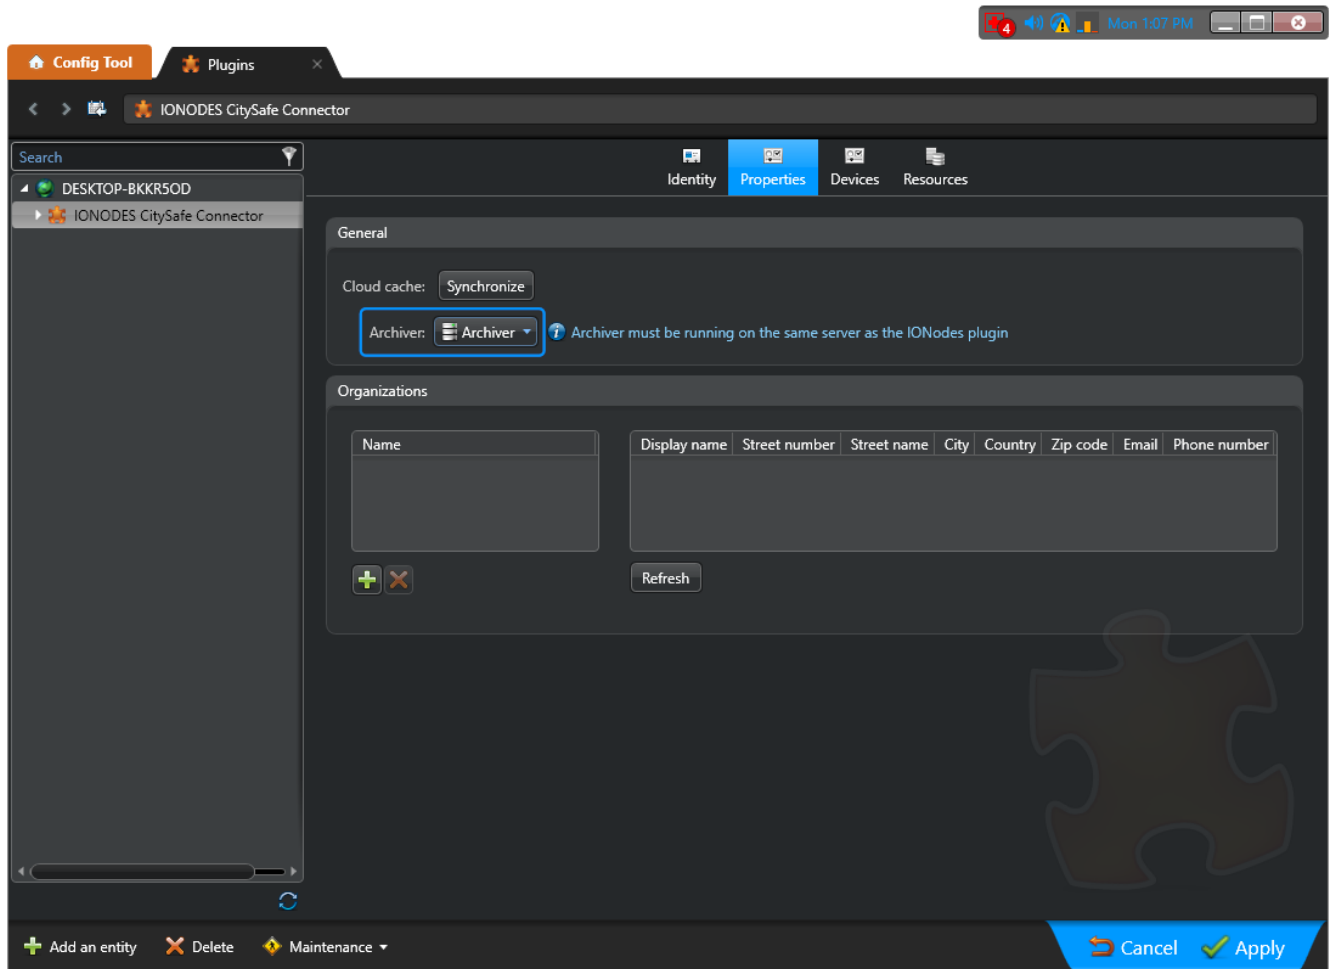 4 Mon 1:07 PM
Config Tool Plugins
IONODES CitySafe Connector
Search
DESKTOP-BKKR5OD
IONODES CitySafe Connector
Identity Properties Devices Resources
General
Cloud cache: Synchronize
Archiver: Archiver Archiver must be running on the same server as the IONodes plugin
Organizations
Name
Display name Street number Street name City Country Zip code Email Phone number
Refresh
Add an entity Delete Maintenance Cancel Apply